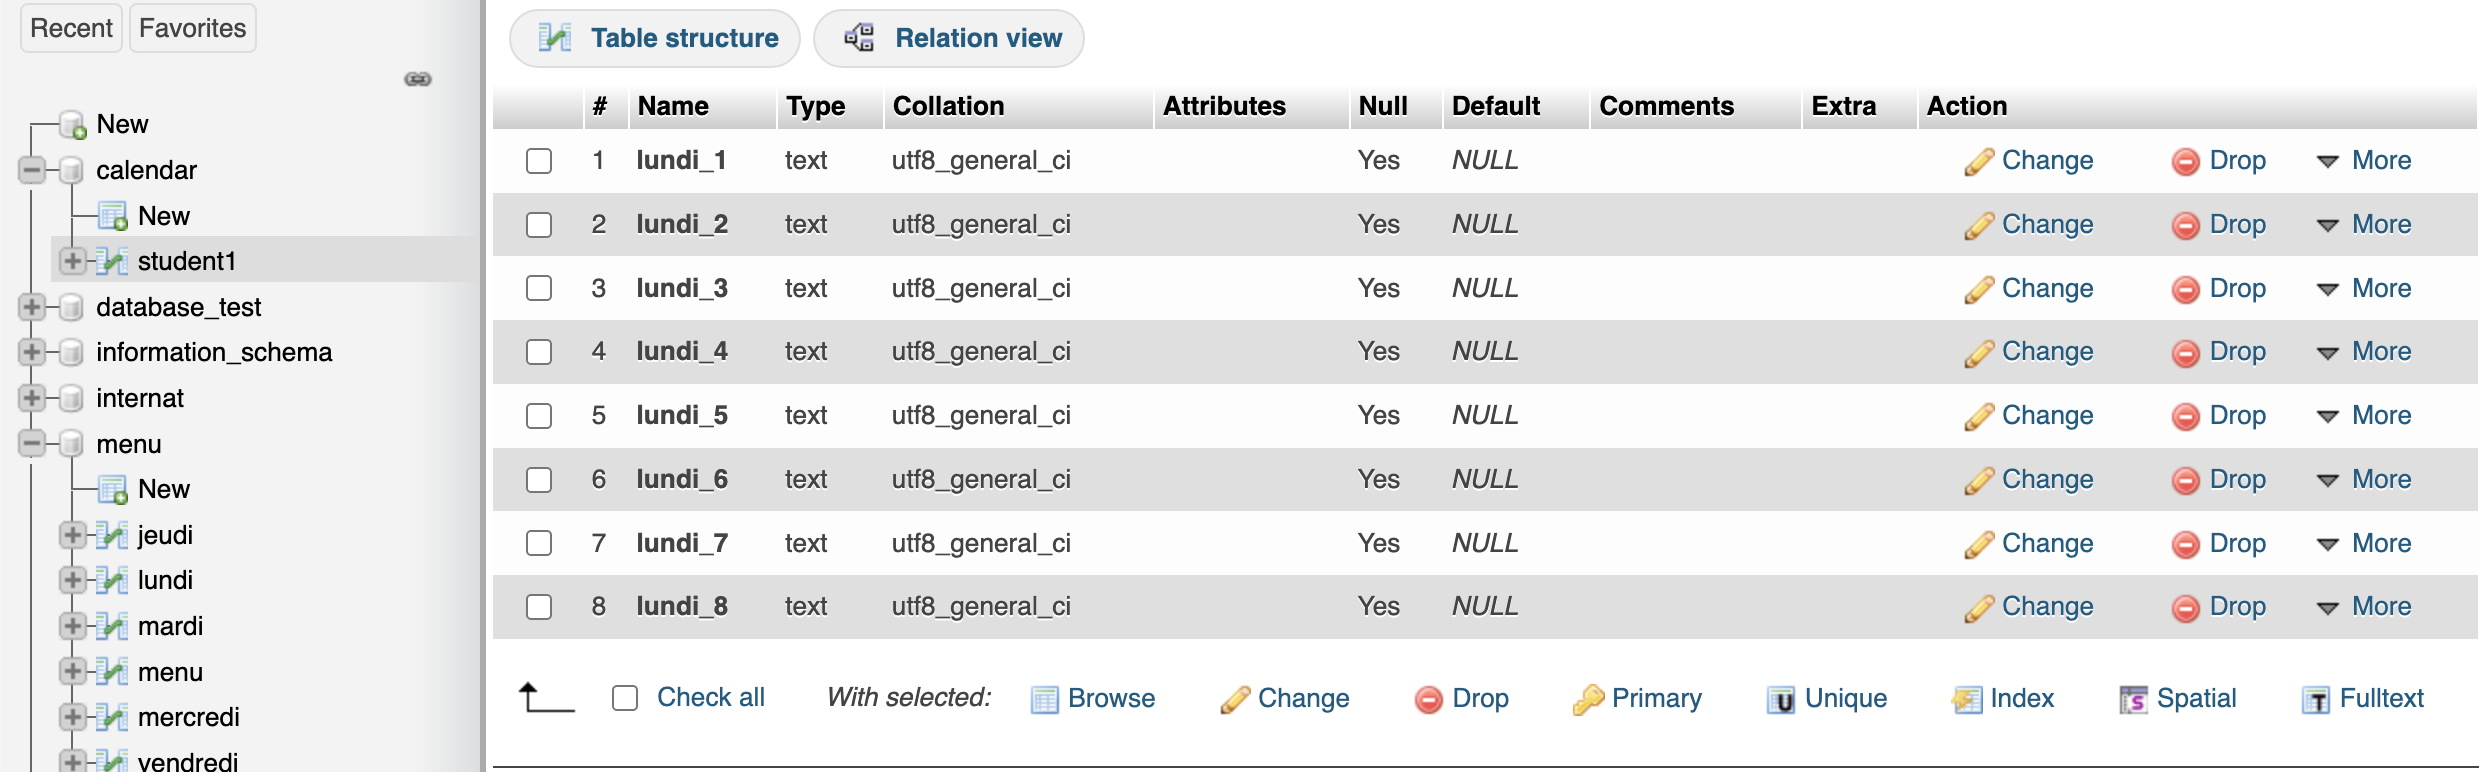 Recent Favorites
New
calendar
New
student1
database_test
information_schema
internat
menu
New
jeudi
lundi
mardi
menu
mercredi
vendredi
Table structure Relation view
# Name Type Collation Attributes Null Default Comments Extra Action
1 lundi_1 text utf8_general_ci Yes NULL Change Drop More
2 lundi_2 text utf8_general_ci Yes NULL Change Drop More
3 lundi_3 text utf8_general_ci Yes NULL Change Drop More
4 lundi_4 text utf8_general_ci Yes NULL Change Drop More
5 lundi_5 text utf8_general_ci Yes NULL Change Drop More
6 lundi_6 text utf8_general_ci Yes NULL Change Drop More
7 lundi_7 text utf8_general_ci Yes NULL Change Drop More
8 lundi_8 text utf8_general_ci Yes NULL Change Drop More
Check all With selected: Browse Change Drop Primary Unique Index Spatial Fulltext